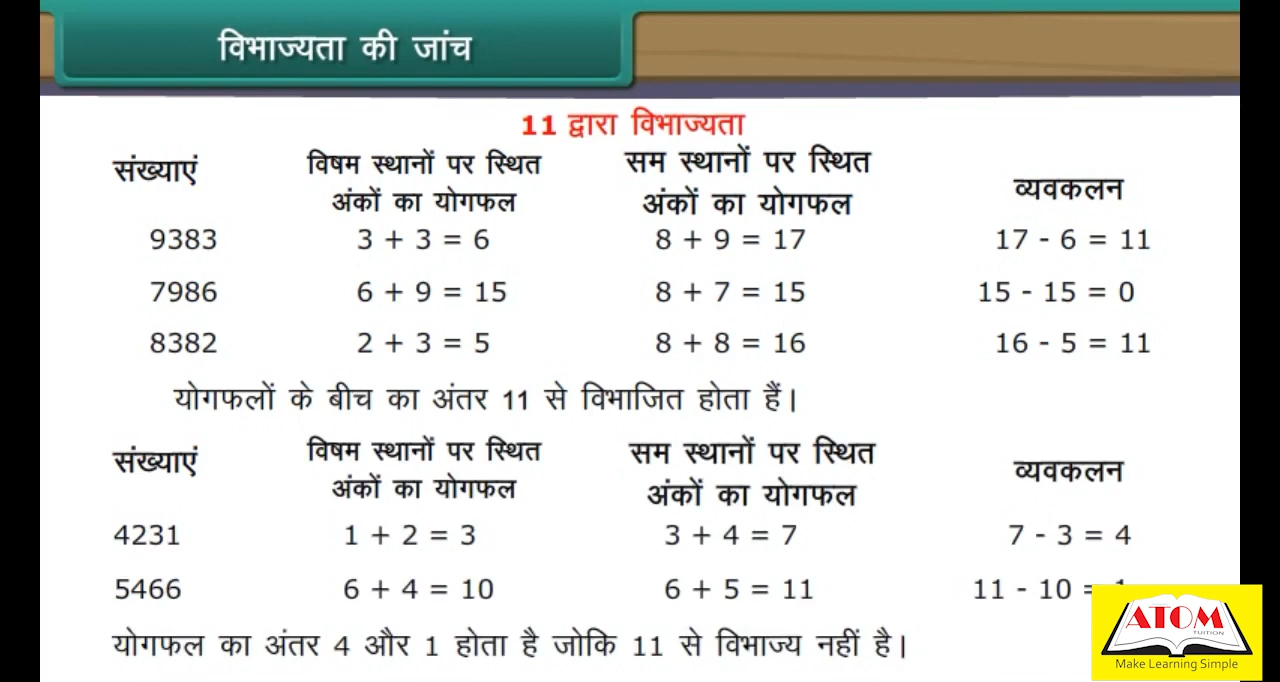 विभाज्यता की जांच
11 द्वारा विभाज्यता
संख्याएं विषम स्थानों पर स्थित अंकों का योगफल सम स्थानों पर स्थित अंकों का योगफल व्यवकलन
9383 3 + 3 = 6 8 + 9 = 17 17 - 6 = 11
7986 6 + 9 = 15 8 + 7 = 15 15 - 15 = 0
8382 2 + 3 = 5 8 + 8 = 16 16 - 5 = 11
योगफलों के बीच का अंतर 11 से विभाजित होता हैं।
संख्याएं विषम स्थानों पर स्थित अंकों का योगफल सम स्थानों पर स्थित अंकों का योगफल व्यवकलन
4231 1 + 2 = 3 3 + 4 = 7 7 - 3 = 4
5466 6 + 4 = 10 6 + 5 = 11 11 - 10 =
योगफल का अंतर 4 और 1 होता है जोकि 11 से विभाज्य नहीं है।
ATOM
TUITION
Make Learning Simple